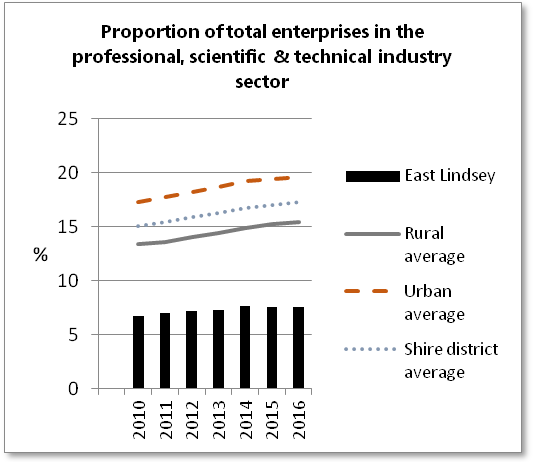 Proportion of total enterprises in the
professional, scientific & technical industry
sector
25
20
15
10
5
0
%
2010
2011
2012
2013
2014
2015
2016
East Lindsey
Rural
average
Urban
average
Shire district
average